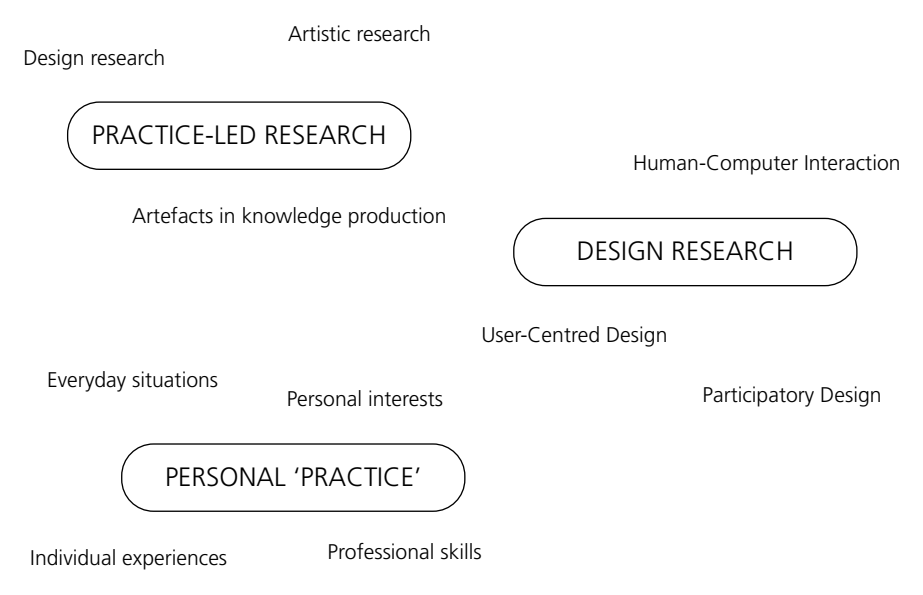 Artistic research
Design research
PRACTICE-LED RESEARCH
Human-Computer Interaction
Artefacts in knowledge production
DESIGN RESEARCH
User-Centred Design
Everyday situations
Personal interests
Participatory Design
PERSONAL ‘PRACTICE’
Individual experiences
Professional skills